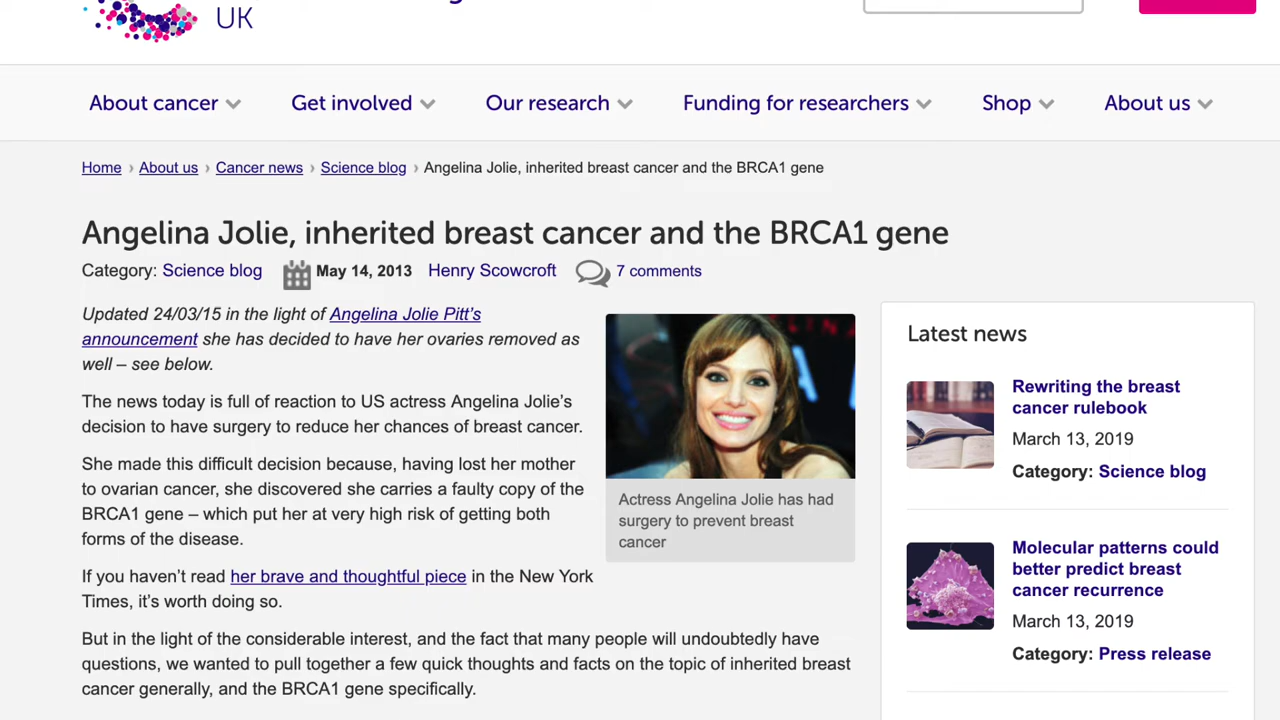 UK
About cancer
Get involved
Our research
Funding for researchers
Shop
About us
Home › About us › Cancer news › Science blog › Angelina Jolie, inherited breast cancer and the BRCA1 gene
Angelina Jolie, inherited breast cancer and the BRCA1 gene
Category: Science blog May 14, 2013 Henry Scowcroft 7 comments
Updated 24/03/15 in the light of Angelina Jolie Pitt’s
announcement she has decided to have her ovaries removed as
well – see below.
The news today is full of reaction to US actress Angelina Jolie’s
decision to have surgery to reduce her chances of breast cancer.
She made this difficult decision because, having lost her mother
to ovarian cancer, she discovered she carries a faulty copy of the
BRCA1 gene – which put her at very high risk of getting both
forms of the disease.
If you haven’t read her brave and thoughtful piece in the New York
Times, it’s worth doing so.
But in the light of the considerable interest, and the fact that many people will undoubtedly have
questions, we wanted to pull together a few quick thoughts and facts on the topic of inherited breast
cancer generally, and the BRCA1 gene specifically.
Actress Angelina Jolie has had
surgery to prevent breast
cancer
Latest news
Rewriting the breast
cancer rulebook
March 13, 2019
Category: Science blog
Molecular patterns could
better predict breast
cancer recurrence
March 13, 2019
Category: Press release